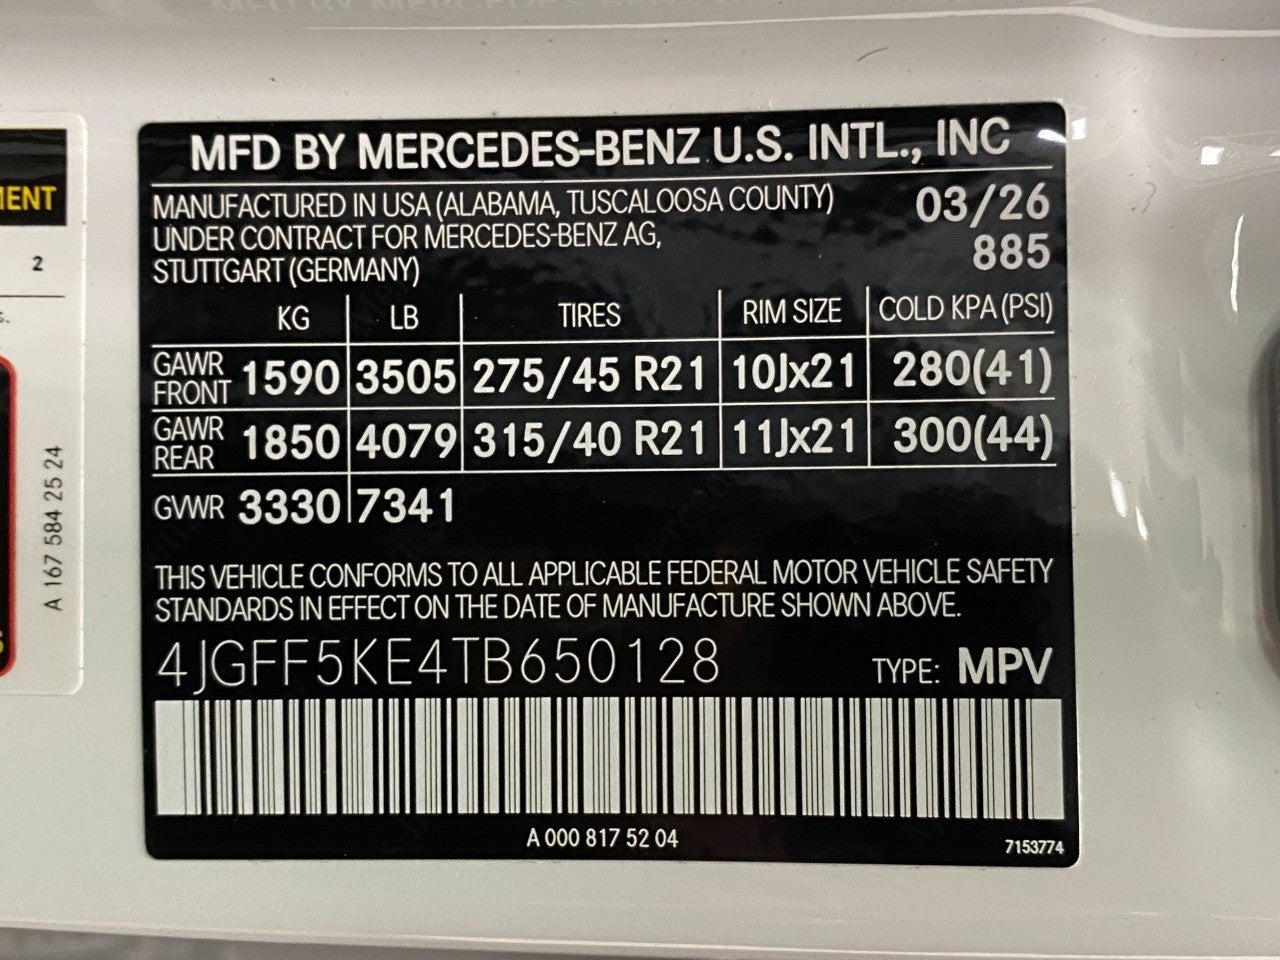 MFD BY MERCEDES-BENZ U.S. INTL., INC
MANUFACTURED IN USA (ALABAMA, TUSCALOOSA COUNTY) 03/26
UNDER CONTRACT FOR MERCEDES-BENZ AG, 885
STUTTGART (GERMANY)
KG LB TIRES RIM SIZE COLD KPA (PSI)
GAWR FRONT 1590 3505 275/45 R21 10Jx21 280(41)
GAWR REAR 1850 4079 315/40 R21 11Jx21 300(44)
GVWR 3330 7341
THIS VEHICLE CONFORMS TO ALL APPLICABLE FEDERAL MOTOR VEHICLE SAFETY
STANDARDS IN EFFECT ON THE DATE OF MANUFACTURE SHOWN ABOVE.
4JGFF5KE4TB650128 TYPE: MPV
A 000 817 52 04
7153774
2
A 167 584 25 24